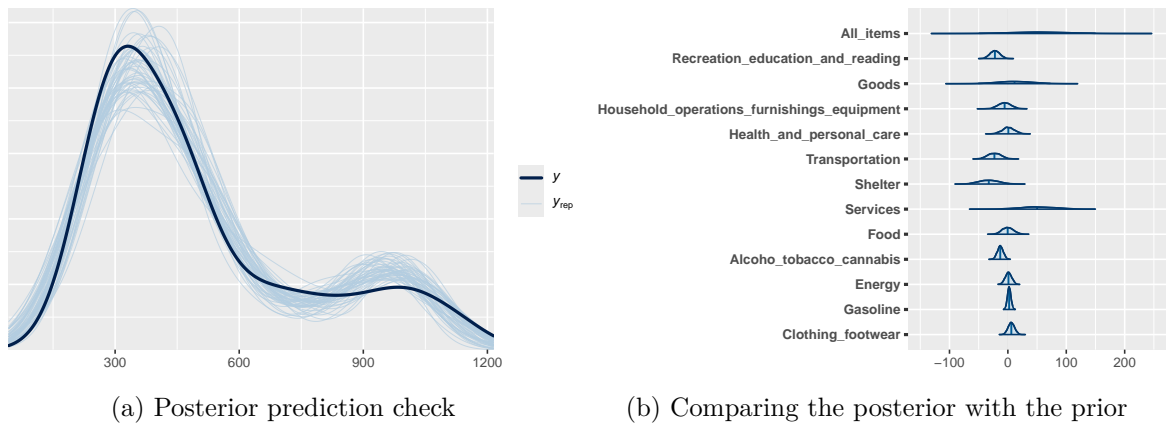 300
600
900
1200
y
yrep
(a) Posterior prediction check
All_items
Recreation_education_and_reading
Goods
Household_operations_furnishings_equipment
Health_and_personal_care
Transportation
Shelter
Services
Food
Alcoho_tobacco_cannabis
Energy
Gasoline
Clothing_footwear
−100
0
100
200
(b) Comparing the posterior with the prior